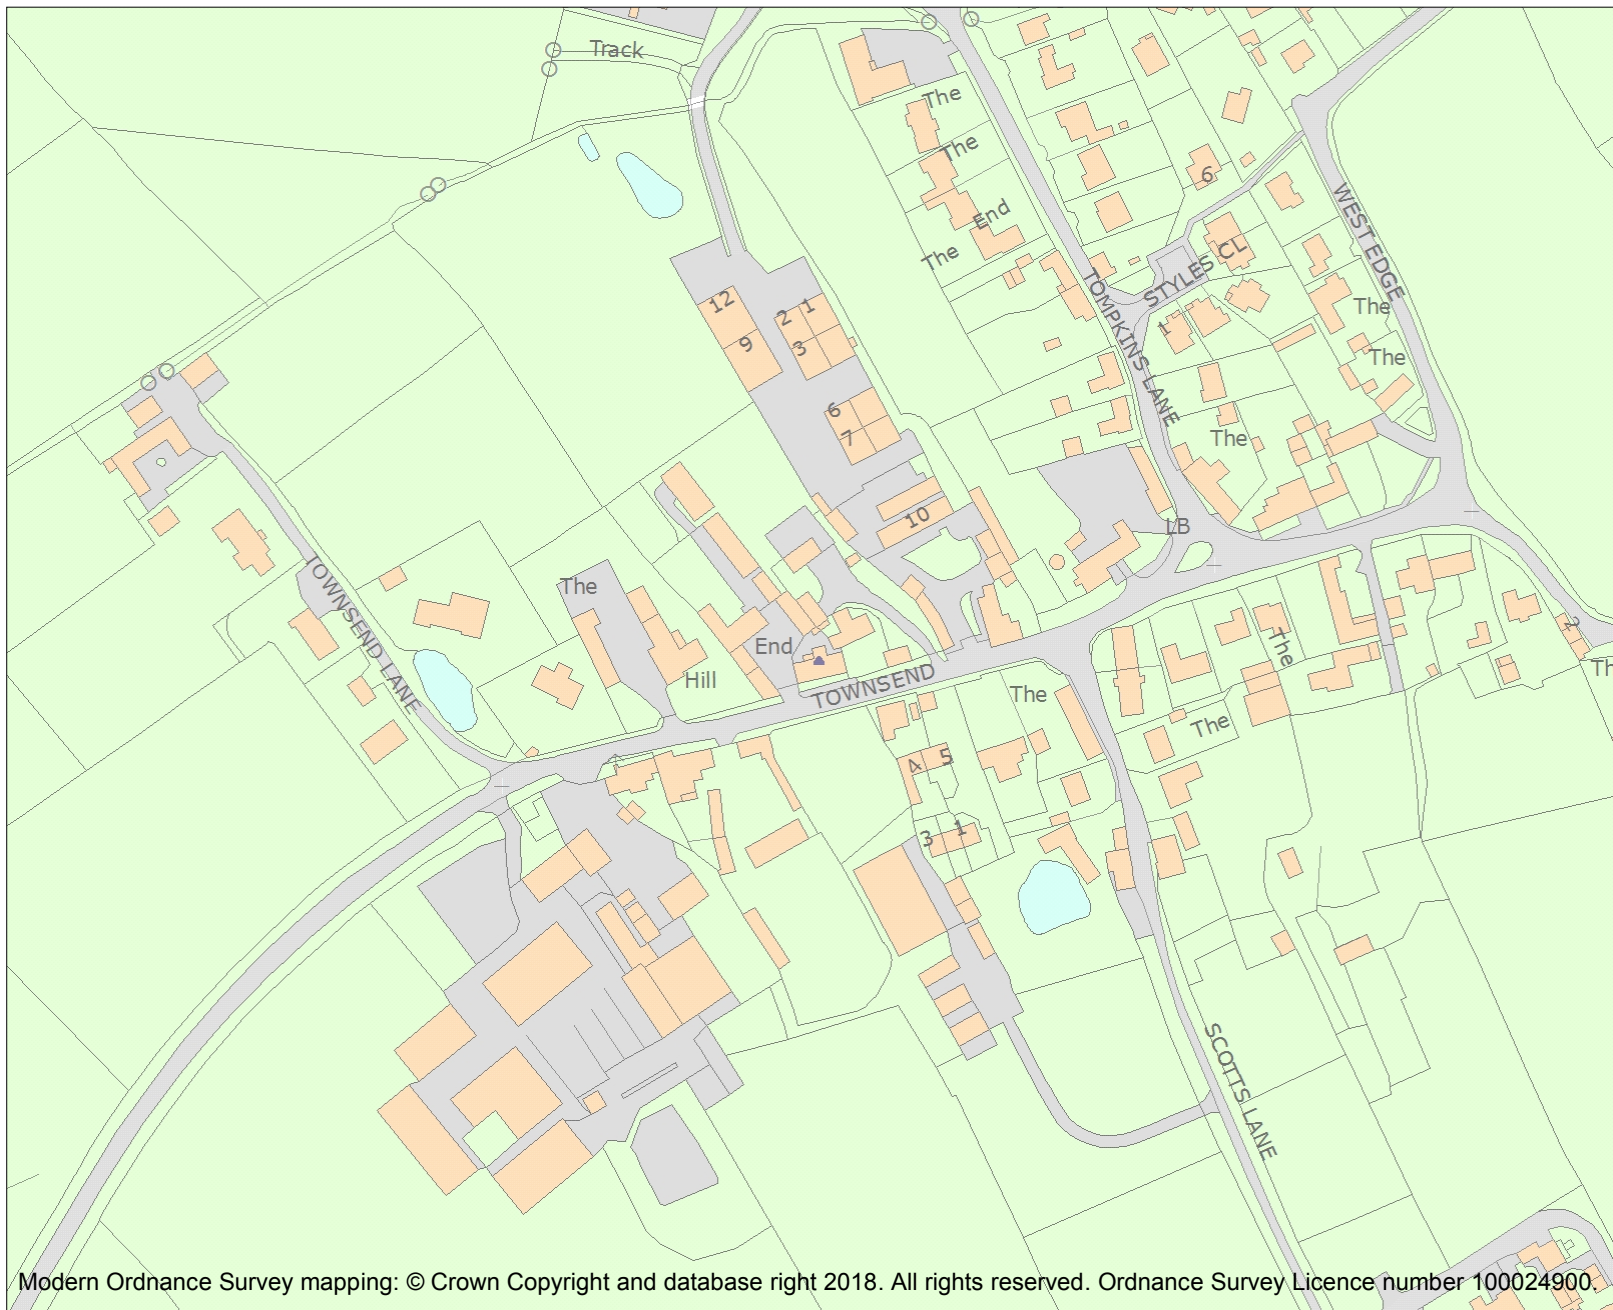 Track
The
The
6
End
The
STYLES CL
WEST EDGE
12
2
1
TOMPKINS LANE
1
The
9
3
The
6
7
The
10
LB
TOWNSEND LANE
The
End
The
2
Th
Hill
TOWNSEND
The
The
4
5
3
1
SCOTTS LANE
Modern Ordnance Survey mapping: © Crown Copyright and database right 2018. All rights reserved. Ordnance Survey Licence number 100024900.